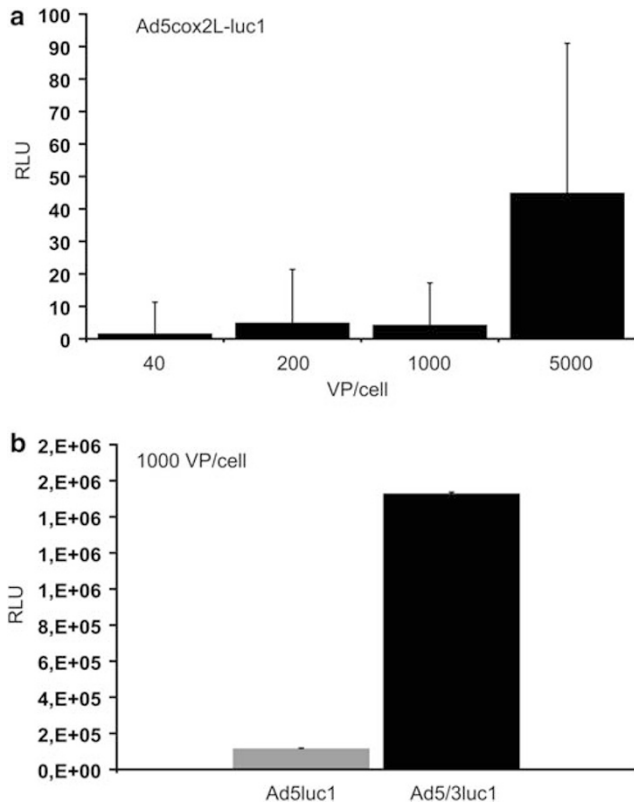 a
Ad5cox2L-luc1
100
90
80
70
60
50
40
30
20
10
0
RLU
40 200 1000 5000
VP/cell
b
1000 VP/cell
2,E+06
2,E+06
1,E+06
1,E+06
1,E+06
8,E+05
6,E+05
4,E+05
2,E+05
0,E+00
RLU
Ad5luc1 Ad5/3luc1